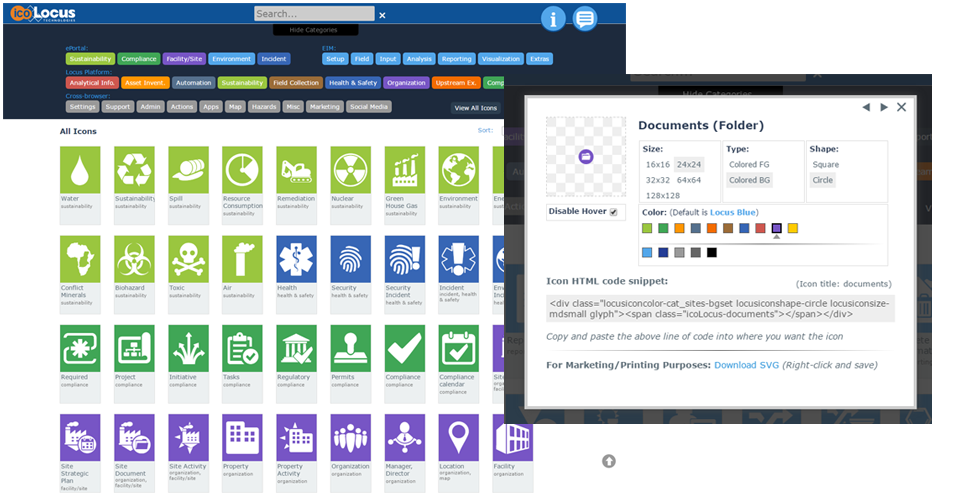 icoLocus
TECHNOLOGIES
Search...
Hide Categories
ePortal:
Sustainability Compliance Facility/Site Environment Incident
EIM:
Setup Field Input Analysis Reporting Visualization Extras
Locus Platform:
Analytical Info. Asset Invent. Automation Sustainability Field Collection Health & Safety Organization Upstream Ex.
Cross-browser:
Settings Support Admin Actions Apps Map Hazards Misc Marketing Social Media
View All Icons
All Icons
Sort:
Water
sustainability
Sustainability
sustainability
Spill
sustainability
Resource
Consumption
sustainability
Remediation
sustainability
Nuclear
sustainability
Green
House Gas
sustainability
Environment
sustainability
Conflict
Minerals
sustainability
Biohazard
sustainability
Toxic
sustainability
Air
sustainability
Health
health & safety
Security
health & safety
Security
Incident
health & safety
Incident
incident, health &
safety
Required
compliance
Project
compliance
Initiative
compliance
Tasks
compliance
Regulatory
compliance
Permits
compliance
Compliance
compliance
Compliance
calendar
compliance
Site
Strategic
Plan
facility/site
Site
Document
organization,
facility/site
Site Activity
organization,
facility/site
Property
organization
Property
Activity
organization
Organization
organization
Manager,
Director
organization
Location
organization,
map
Facility
organization
Hide Categories
Documents (Folder)
Size:
16x16 24x24
32x32 64x64
128x128
Type:
Colored FG
Colored BG
Shape:
Square
Circle
Disable Hover
Color: (Default is Locus Blue)
Icon HTML code snippet:
(Icon title: documents)
<div class="locusiconcolor-cat_sites-bgset locusiconshape-circle locusiconsize-
mdsmall glyph"><span class="icoLocus-documents"></span></div>
Copy and paste the above line of code into where you want the icon
For Marketing/Printing Purposes: Download SVG (Right-click and save)